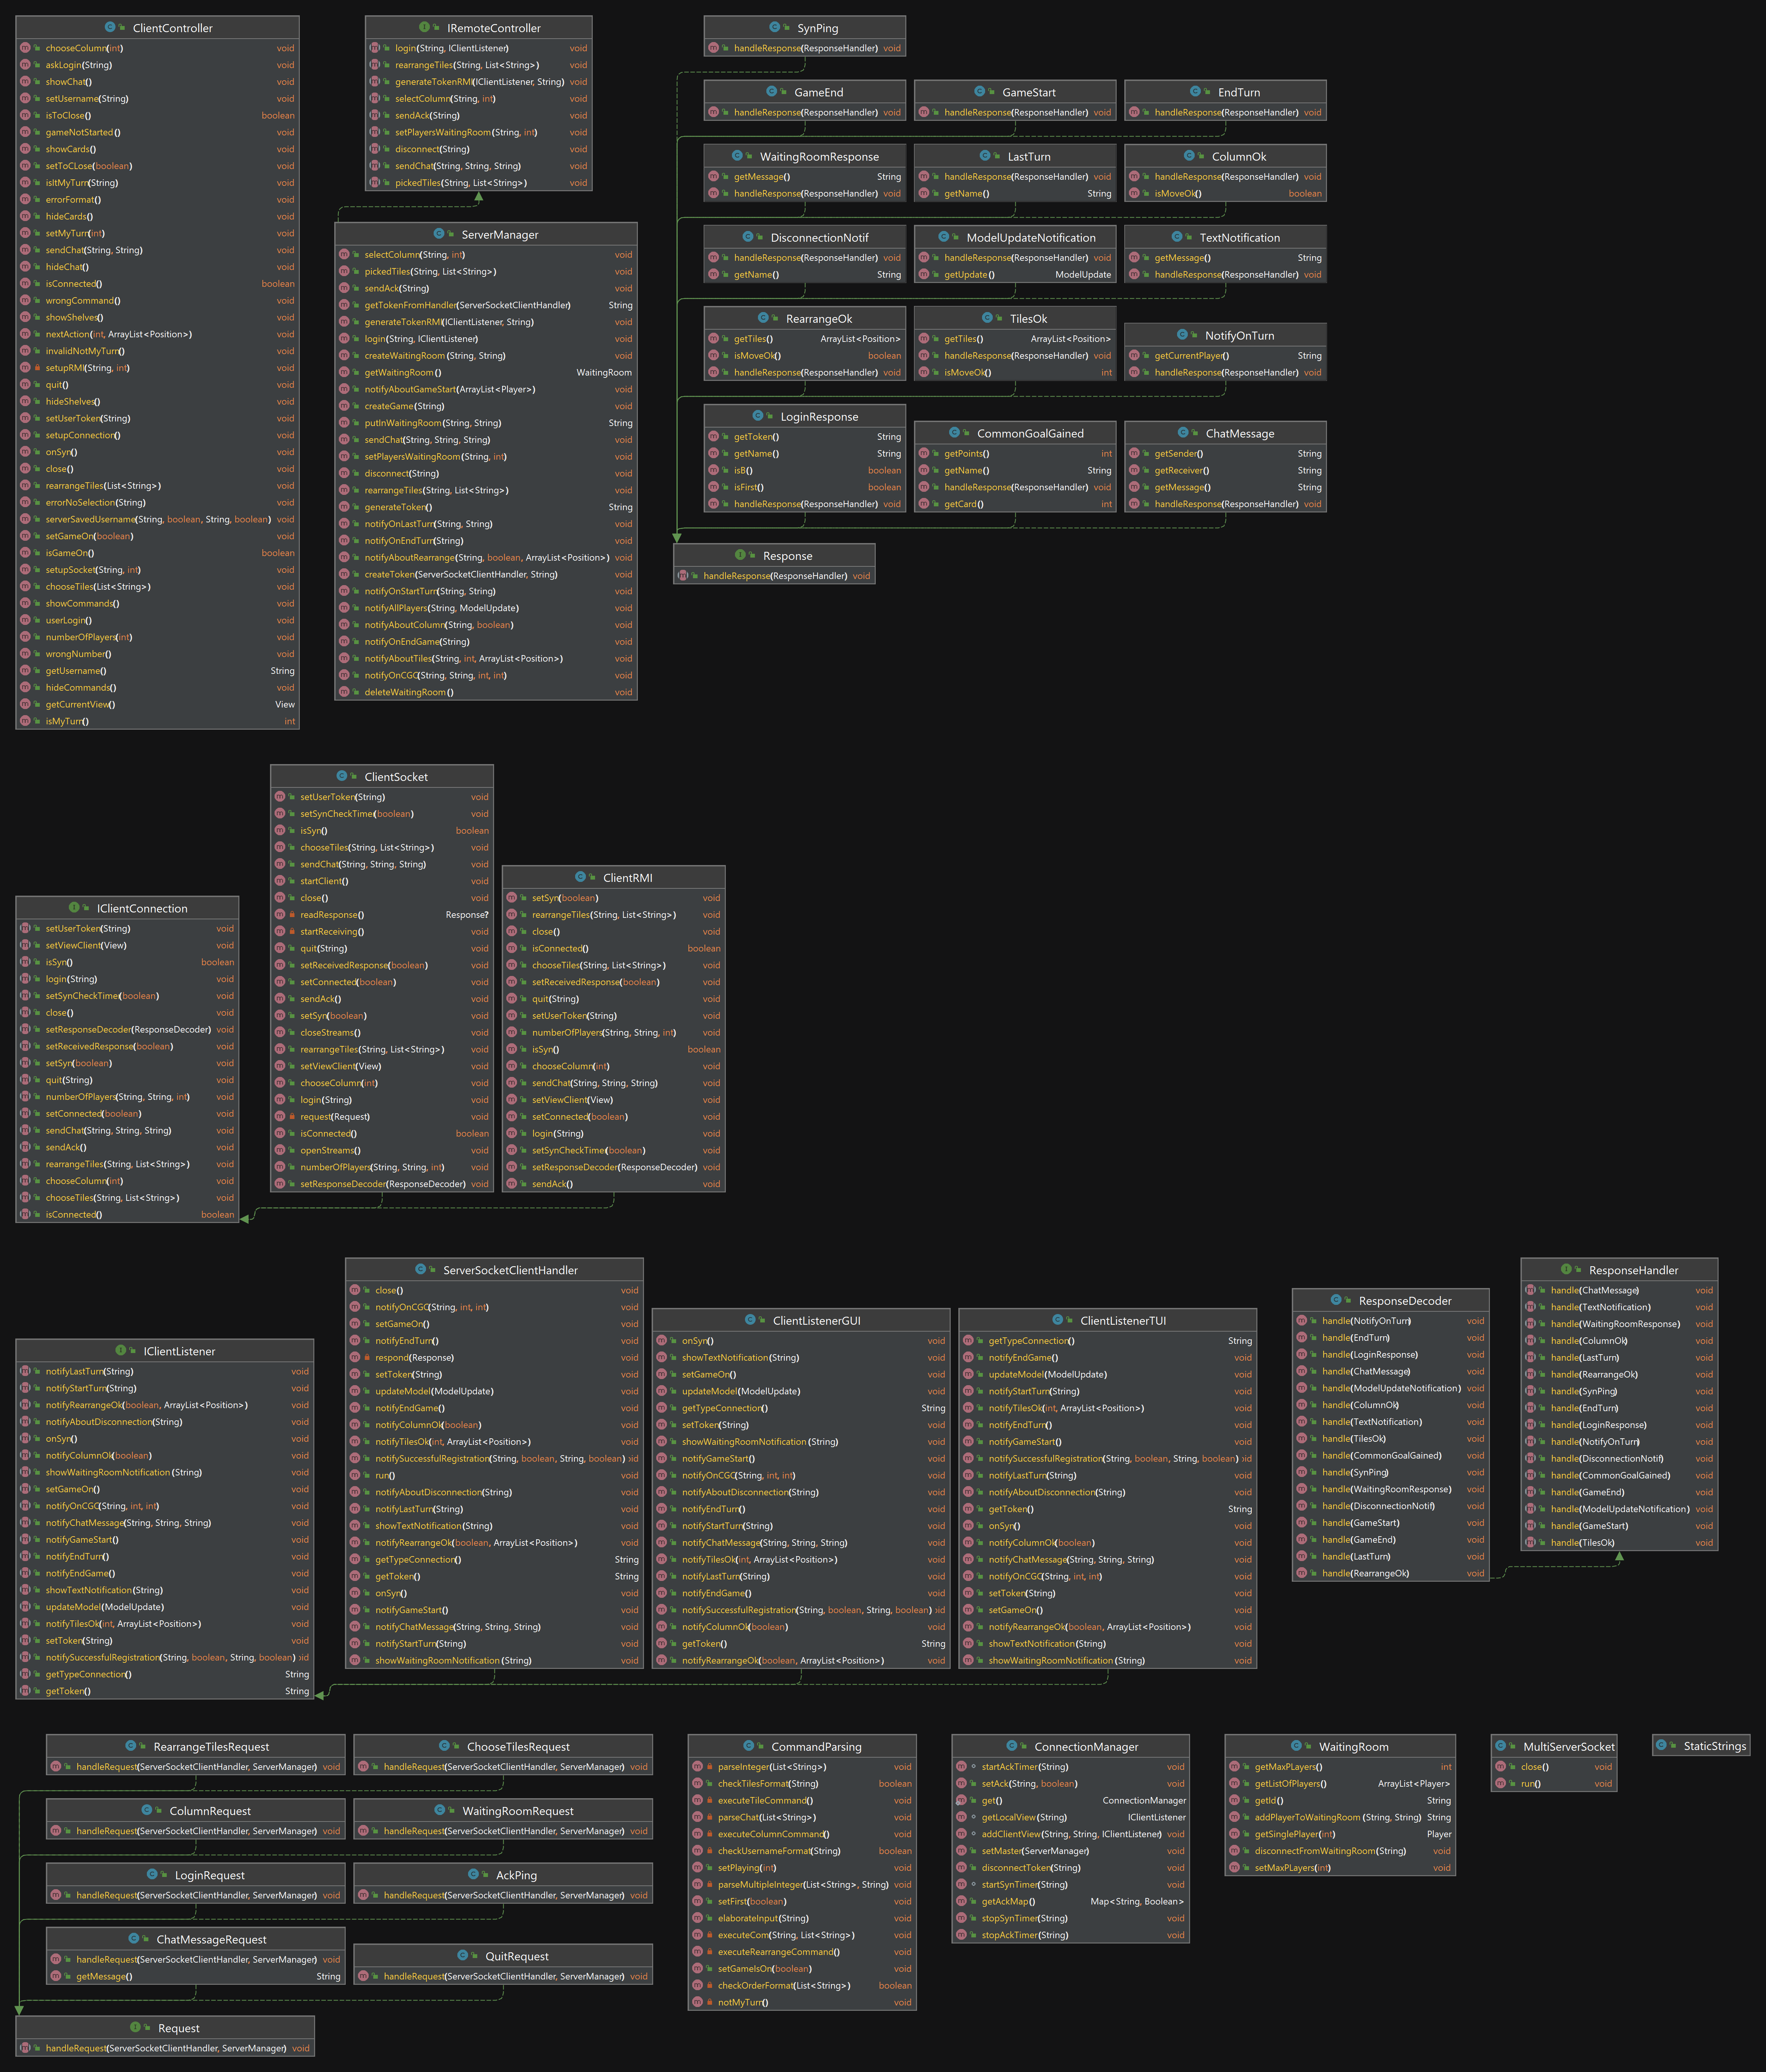 ClientController
chooseColumn(int) void
askLogin(String) void
showChat() void
setUsername(String) void
isToClose() boolean
gameNotStarted() void
showCards() void
setToCLose(boolean) void
isItMyTurn(String) void
errorFormat() void
hideCards() void
setMyTurn(int) void
sendChat(String, String) void
hideChat() void
isConnected() boolean
wrongCommand() void
showShelves() void
nextAction(int, ArrayList<Position>) void
invalidNotMyTurn() void
setupRMI(String, int) void
quit() void
hideShelves() void
setUserToken(String) void
setupConnection() void
onSyn() void
close() void
rearrangeTiles(List<String>) void
errorNoSelection(String) void
serverSavedUsername(String, boolean, String, boolean) void
setGameOn(boolean) void
isGameOn() boolean
setupSocket(String, int) void
chooseTiles(List<String>) void
showCommands() void
userLogin() void
numberOfPlayers(int) void
wrongNumber() void
getUsername() String
hideCommands() void
getCurrentView() View
isMyTurn() int
IRemoteController
login(String, IClientListener) void
rearrangeTiles(String, List<String>) void
generateTokenRMI(IClientListener, String) void
selectColumn(String, int) void
sendAck(String) void
setPlayersWaitingRoom(String, int) void
disconnect(String) void
sendChat(String, String, String) void
pickedTiles(String, List<String>) void
ServerManager
selectColumn(String, int) void
pickedTiles(String, List<String>) void
sendAck(String) void
getTokenFromHandler(ServerSocketClientHandler) String
generateTokenRMI(IClientListener, String) void
login(String, IClientListener) void
createWaitingRoom(String, String) void
getWaitingRoom() WaitingRoom
notifyAboutGameStart(ArrayList<Player>) void
createGame(String) void
putInWaitingRoom(String, String) String
sendChat(String, String, String) void
setPlayersWaitingRoom(String, int) void
disconnect(String) void
rearrangeTiles(String, List<String>) void
generateToken() String
notifyOnLastTurn(String, String) void
notifyOnEndTurn(String) void
notifyAboutRearrange(String, boolean, ArrayList<Position>) void
createToken(ServerSocketClientHandler, String) void
notifyOnStartTurn(String, String) void
notifyAllPlayers(String, ModelUpdate) void
notifyAboutColumn(String, boolean) void
notifyOnEndGame(String) void
notifyAboutTiles(String, int, ArrayList<Position>) void
notifyOnCGC(String, String, int, int) void
deleteWaitingRoom() void
SynPing
handleResponse(ResponseHandler) void
GameEnd
handleResponse(ResponseHandler) void
GameStart
handleResponse(ResponseHandler) void
EndTurn
handleResponse(ResponseHandler) void
WaitingRoomResponse
getMessage() String
handleResponse(ResponseHandler) void
LastTurn
handleResponse(ResponseHandler) void
getName() String
ColumnOk
handleResponse(ResponseHandler) void
isMoveOk() boolean
DisconnectionNotif
handleResponse(ResponseHandler) void
getName() String
ModelUpdateNotification
handleResponse(ResponseHandler) void
getUpdate() ModelUpdate
TextNotification
getMessage() String
handleResponse(ResponseHandler) void
RearrangeOk
getTiles() ArrayList<Position>
isMoveOk() boolean
handleResponse(ResponseHandler) void
TilesOk
getTiles() ArrayList<Position>
handleResponse(ResponseHandler) void
isMoveOk() int
NotifyOnTurn
getCurrentPlayer() String
handleResponse(ResponseHandler) void
LoginResponse
getToken() String
getName() String
isB() boolean
isFirst() boolean
handleResponse(ResponseHandler) void
CommonGoalGained
getPoints() int
getName() String
handleResponse(ResponseHandler) void
getCard() int
ChatMessage
getSender() String
getReceiver() String
getMessage() String
handleResponse(ResponseHandler) void
Response
handleResponse(ResponseHandler) void
IClientConnection
setUserToken(String) void
setViewClient(View) void
isSyn() boolean
login(String) void
setSynCheckTime(boolean) void
close() void
setResponseDecoder(ResponseDecoder) void
setReceivedResponse(boolean) void
setSyn(boolean) void
quit(String) void
numberOfPlayers(String, String, int) void
setConnected(boolean) void
sendChat(String, String, String) void
sendAck() void
rearrangeTiles(String, List<String>) void
chooseColumn(int) void
chooseTiles(String, List<String>) void
isConnected() boolean
ClientSocket
setUserToken(String) void
setSynCheckTime(boolean) void
isSyn() boolean
chooseTiles(String, List<String>) void
sendChat(String, String, String) void
startClient() void
close() void
readResponse() Response?
startReceiving() void
quit(String) void
setReceivedResponse(boolean) void
setConnected(boolean) void
sendAck() void
setSyn(boolean) void
closeStreams() void
rearrangeTiles(String, List<String>) void
setViewClient(View) void
chooseColumn(int) void
login(String) void
request(Request) void
isConnected() boolean
openStreams() void
numberOfPlayers(String, String, int) void
setResponseDecoder(ResponseDecoder) void
ClientRMI
setSyn(boolean) void
rearrangeTiles(String, List<String>) void
close() void
isConnected() boolean
chooseTiles(String, List<String>) void
setReceivedResponse(boolean) void
quit(String) void
setUserToken(String) void
numberOfPlayers(String, String, int) void
isSyn() boolean
chooseColumn(int) void
sendChat(String, String, String) void
setViewClient(View) void
setConnected(boolean) void
login(String) void
setSynCheckTime(boolean) void
setResponseDecoder(ResponseDecoder) void
sendAck() void
IClientListener
notifyLastTurn(String) void
notifyStartTurn(String) void
notifyRearrangeOk(boolean, ArrayList<Position>) void
notifyAboutDisconnection(String) void
onSyn() void
notifyColumnOk(boolean) void
showWaitingRoomNotification(String) void
setGameOn() void
notifyOnCGC(String, int, int) void
notifyChatMessage(String, String, String) void
notifyGameStart() void
notifyEndTurn() void
notifyEndGame() void
showTextNotification(String) void
updateModel(ModelUpdate) void
notifyTilesOk(int, ArrayList<Position>) void
setToken(String) void
notifySuccessfulRegistration(String, boolean, String, boolean) void
getTypeConnection() String
getToken() String
ServerSocketClientHandler
close() void
notifyOnCGC(String, int, int) void
setGameOn() void
notifyEndTurn() void
respond(Response) void
setToken(String) void
updateModel(ModelUpdate) void
notifyEndGame() void
notifyColumnOk(boolean) void
notifyTilesOk(int, ArrayList<Position>) void
notifySuccessfulRegistration(String, boolean, String, boolean) void
run() void
notifyAboutDisconnection(String) void
notifyLastTurn(String) void
showTextNotification(String) void
notifyRearrangeOk(boolean, ArrayList<Position>) void
getTypeConnection() String
getToken() String
onSyn() void
notifyGameStart() void
notifyChatMessage(String, String, String) void
notifyStartTurn(String) void
showWaitingRoomNotification(String) void
ClientListenerGUI
onSyn() void
showTextNotification(String) void
setGameOn() void
updateModel(ModelUpdate) void
getTypeConnection() String
setToken(String) void
showWaitingRoomNotification(String) void
notifyGameStart() void
notifyOnCGC(String, int, int) void
notifyAboutDisconnection(String) void
notifyEndTurn() void
notifyStartTurn(String) void
notifyChatMessage(String, String, String) void
notifyTilesOk(int, ArrayList<Position>) void
notifyLastTurn(String) void
notifyEndGame() void
notifySuccessfulRegistration(String, boolean, String, boolean) void
notifyColumnOk(boolean) void
getToken() String
notifyRearrangeOk(boolean, ArrayList<Position>) void
ClientListenerTUI
getTypeConnection() String
notifyEndGame() void
updateModel(ModelUpdate) void
notifyStartTurn(String) void
notifyTilesOk(int, ArrayList<Position>) void
notifyEndTurn() void
notifyGameStart() void
notifySuccessfulRegistration(String, boolean, String, boolean) void
notifyLastTurn(String) void
notifyAboutDisconnection(String) void
getToken() String
onSyn() void
notifyColumnOk(boolean) void
notifyChatMessage(String, String, String) void
notifyOnCGC(String, int, int) void
setToken(String) void
setGameOn() void
notifyRearrangeOk(boolean, ArrayList<Position>) void
showTextNotification(String) void
showWaitingRoomNotification(String) void
ResponseDecoder
handle(NotifyOnTurn) void
handle(EndTurn) void
handle(LoginResponse) void
handle(ChatMessage) void
handle(ModelUpdateNotification) void
handle(ColumnOk) void
handle(TextNotification) void
handle(TilesOk) void
handle(CommonGoalGained) void
handle(SynPing) void
handle(WaitingRoomResponse) void
handle(DisconnectionNotif) void
handle(GameStart) void
handle(GameEnd) void
handle(LastTurn) void
handle(RearrangeOk) void
ResponseHandler
handle(ChatMessage) void
handle(TextNotification) void
handle(WaitingRoomResponse) void
handle(ColumnOk) void
handle(LastTurn) void
handle(RearrangeOk) void
handle(SynPing) void
handle(EndTurn) void
handle(LoginResponse) void
handle(NotifyOnTurn) void
handle(DisconnectionNotif) void
handle(CommonGoalGained) void
handle(GameEnd) void
handle(ModelUpdateNotification) void
handle(GameStart) void
handle(TilesOk) void
RearrangeTilesRequest
handleRequest(ServerSocketClientHandler, ServerManager) void
ChooseTilesRequest
handleRequest(ServerSocketClientHandler, ServerManager) void
ColumnRequest
handleRequest(ServerSocketClientHandler, ServerManager) void
WaitingRoomRequest
handleRequest(ServerSocketClientHandler, ServerManager) void
LoginRequest
handleRequest(ServerSocketClientHandler, ServerManager) void
AckPing
handleRequest(ServerSocketClientHandler, ServerManager) void
ChatMessageRequest
handleRequest(ServerSocketClientHandler, ServerManager) void
getMessage() String
QuitRequest
handleRequest(ServerSocketClientHandler, ServerManager) void
Request
handleRequest(ServerSocketClientHandler, ServerManager) void
CommandParsing
parseInteger(List<String>) void
checkTilesFormat(String) boolean
executeTileCommand() void
parseChat(List<String>) void
executeColumnCommand() void
checkUsernameFormat(String) boolean
setPlaying(int) void
parseMultipleInteger(List<String>, String) void
setFirst(boolean) void
elaborateInput(String) void
executeCom(String, List<String>) void
executeRearrangeCommand() void
setGameIsOn(boolean) void
checkOrderFormat(List<String>) boolean
notMyTurn() void
ConnectionManager
startAckTimer(String) void
setAck(String, boolean) void
get() ConnectionManager
getLocalView(String) IClientListener
addClientView(String, String, IClientListener) void
setMaster(ServerManager) void
disconnectToken(String) void
startSynTimer(String) void
getAckMap() Map<String, Boolean>
stopSynTimer(String) void
stopAckTimer(String) void
WaitingRoom
getMaxPLayers() int
getListOfPlayers() ArrayList<Player>
getId() String
addPlayerToWaitingRoom(String, String) String
getSinglePlayer(int) Player
disconnectFromWaitingRoom(String) void
setMaxPLayers(int) void
MultiServerSocket
close() void
run() void
StaticStrings